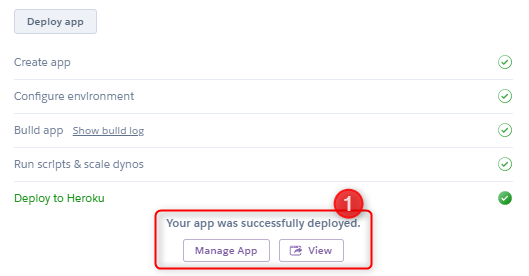 Deploy app
Create app
Configure environment
Build app Show build log
Run scripts & scale dynos
Deploy to Heroku
1
Your app was successfully deployed.
Manage App View